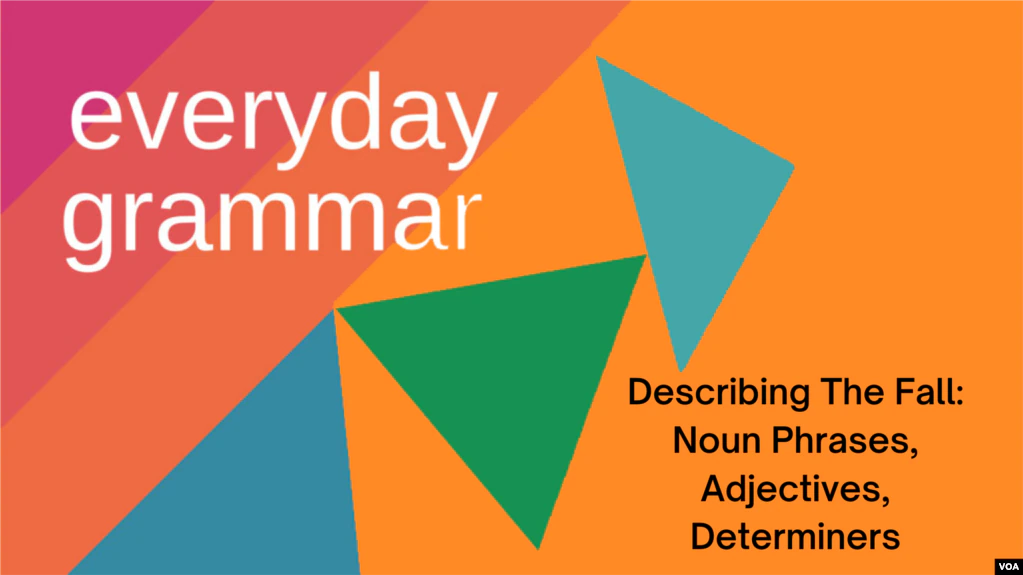 everyday
grammar
Describing The Fall:
Noun Phrases,
Adjectives,
Determiners
VOA